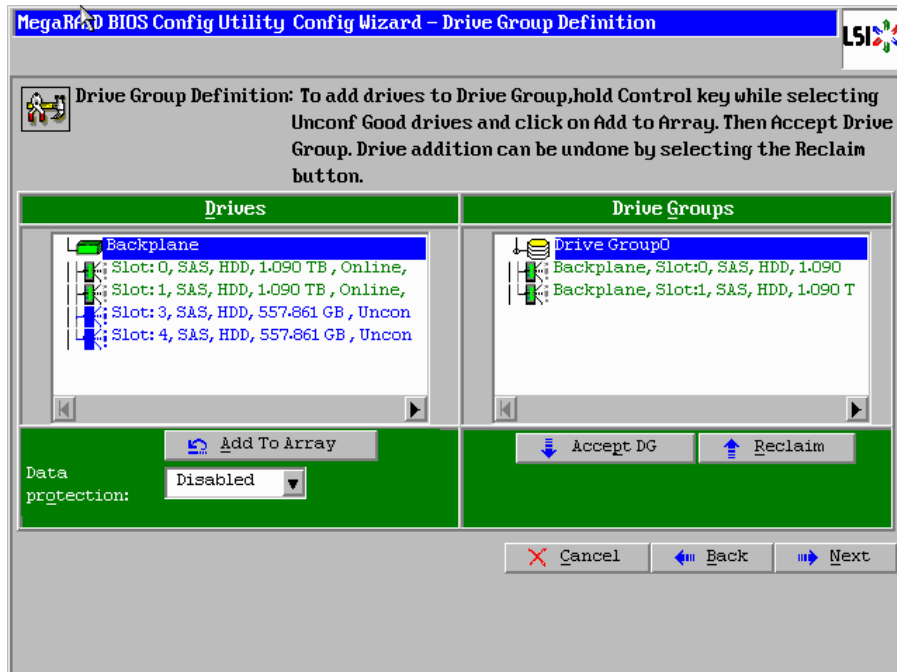 MegaRAID BIOS Config Utility Config Wizard – Drive Group Definition
LSI
Drive Group Definition: To add drives to Drive Group,hold Control key while selecting
Unconf Good drives and click on Add to Array. Then Accept Drive
Group. Drive addition can be undone by selecting the Reclaim
button.
Drives
Drive Groups
Backplane
Slot: 0, SAS, HDD, 1.090 TB , Online,
Slot: 1, SAS, HDD, 1.090 TB , Online,
Slot: 3, SAS, HDD, 557.861 GB , Uncon
Slot: 4, SAS, HDD, 557.861 GB , Uncon
Drive Group0
Backplane, Slot:0, SAS, HDD, 1.090
Backplane, Slot:1, SAS, HDD, 1.090 T
Add To Array
Accept DG
Reclaim
Data
protection:
Disabled
Cancel
Back
Next